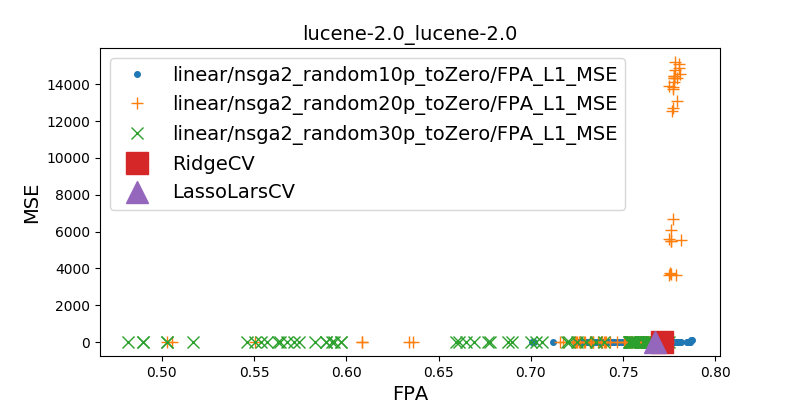 lucene-2.0_lucene-2.0
linear/nsga2_random10p_toZero/FPA_L1_MSE
linear/nsga2_random20p_toZero/FPA_L1_MSE
linear/nsga2_random30p_toZero/FPA_L1_MSE
RidgeCV
LassoLarsCV
MSE
14000
12000
10000
8000
6000
4000
2000
0
0.50 0.55 0.60 0.65 0.70 0.75 0.80
FPA